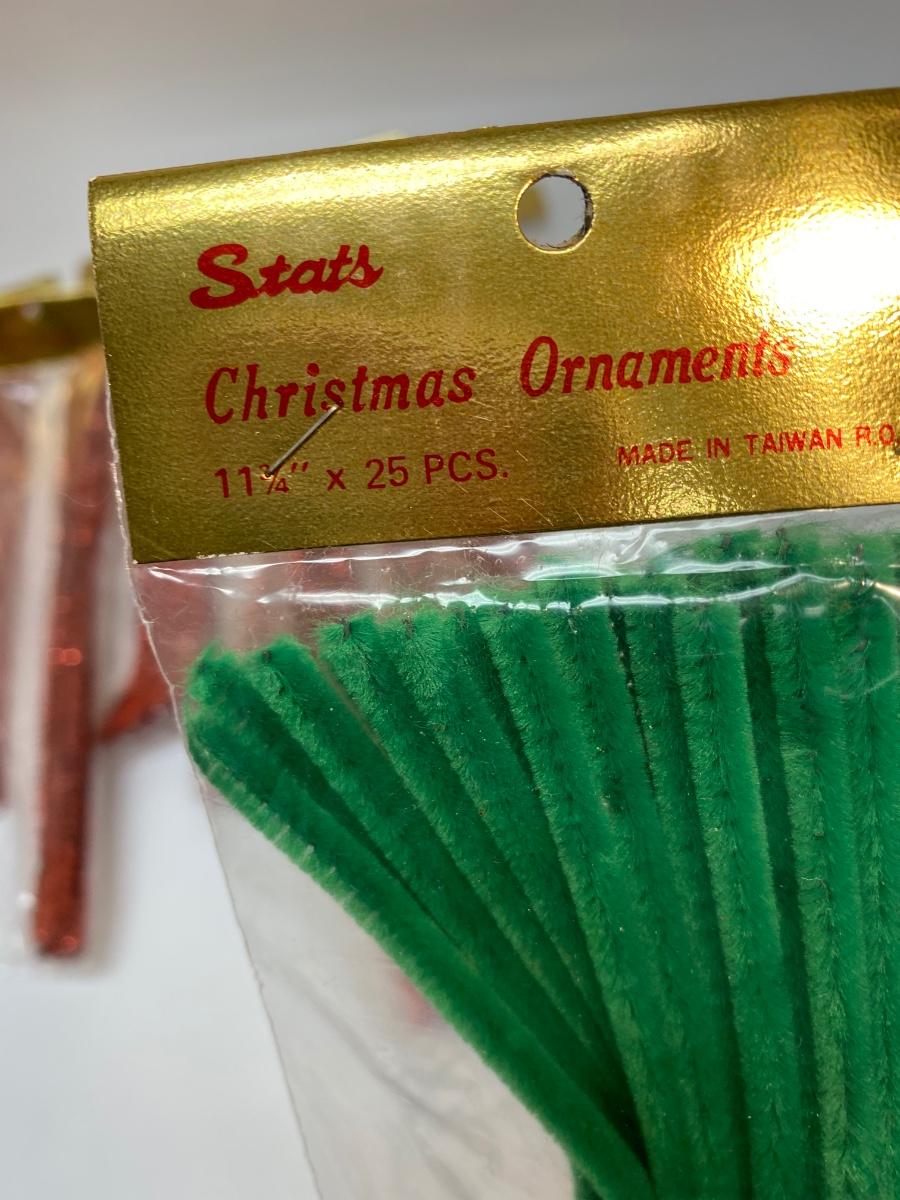 Stats
Christmas Ornaments
11¾" x 25 PCS.
MADE IN TAIWAN R.O.